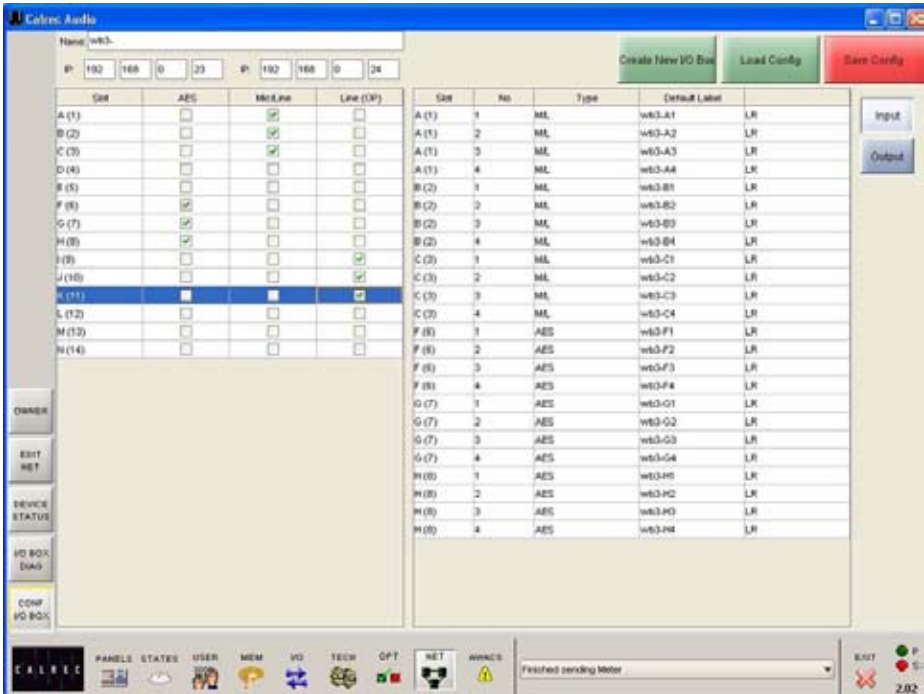 Calrec Audio
Name: wb3-
IP: 192 168 0 23 IP: 192 168 0 24
Create New I/O Box
Load Config
Save Config
Slot AES Mic/Line Line (OP)
A (1)
B (2)
C (3)
D (4)
E (5)
F (6)
G (7)
H (8)
I (9)
J (10)
K (11)
L (12)
M (13)
N (14)
Slot No Type Default Label
A (1) 1 M/L wb3-A1 LR
A (1) 2 M/L wb3-A2 LR
A (1) 3 M/L wb3-A3 LR
A (1) 4 M/L wb3-A4 LR
B (2) 1 M/L wb3-B1 LR
B (2) 2 M/L wb3-B2 LR
B (2) 3 M/L wb3-B3 LR
B (2) 4 M/L wb3-B4 LR
C (3) 1 M/L wb3-C1 LR
C (3) 2 M/L wb3-C2 LR
C (3) 3 M/L wb3-C3 LR
C (3) 4 M/L wb3-C4 LR
F (6) 1 AES wb3-F1 LR
F (6) 2 AES wb3-F2 LR
F (6) 3 AES wb3-F3 LR
F (6) 4 AES wb3-F4 LR
G (7) 1 AES wb3-G1 LR
G (7) 2 AES wb3-G2 LR
G (7) 3 AES wb3-G3 LR
G (7) 4 AES wb3-G4 LR
H (8) 1 AES wb3-H1 LR
H (8) 2 AES wb3-H2 LR
H (8) 3 AES wb3-H3 LR
H (8) 4 AES wb3-H4 LR
Input
Output
OWNER
EDIT
NET
DEVICE
STATUS
I/O BOX
DIAG
CONF
I/O BOX
CALREC
PANELS STATES USER MEM I/O TECH OPT NET AWACS
Finished sending Meter
EXIT
P
S
2.02